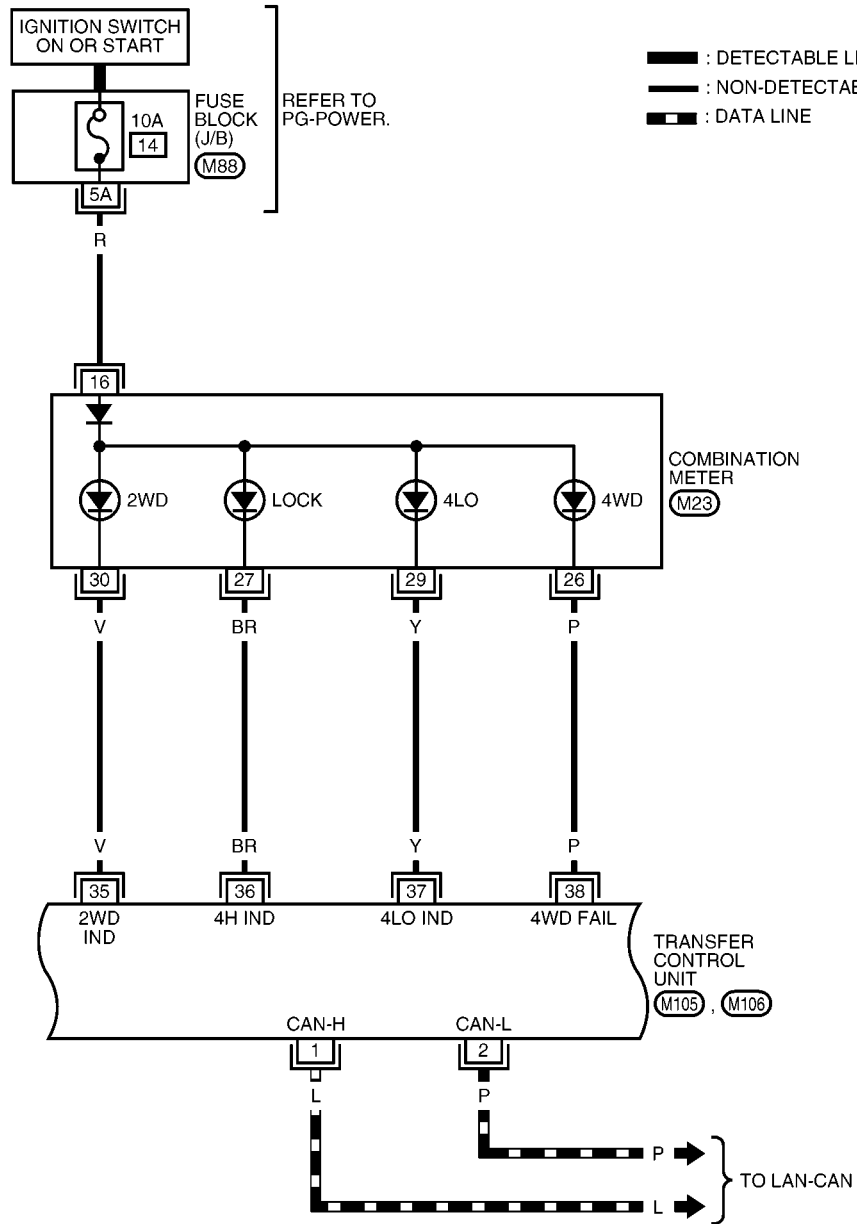 IGNITION SWITCH
ON OR START
FUSE
BLOCK
(J/B)
M88
10A
14
5A
REFER TO
PG-POWER.
: DETECTABLE LI
: NON-DETECTAB
: DATA LINE
R
16
2WD
LOCK
4LO
4WD
COMBINATION
METER
M23
30
27
29
26
V
BR
Y
P
V
BR
Y
P
35
36
37
38
2WD
IND
4H IND
4LO IND
4WD FAIL
TRANSFER
CONTROL
UNIT
M105 , M106
CAN-H
CAN-L
1
2
L
P
P
L
TO LAN-CAN